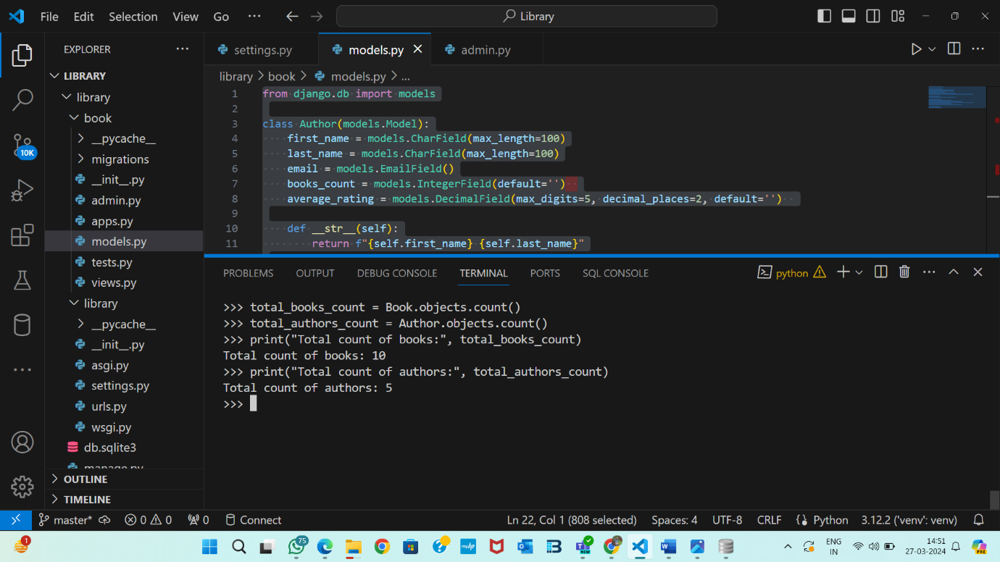 File Edit Selection View Go ··· Library
EXPLORER ···
settings.py models.py admin.py ···
LIBRARY
library
book
__pycache__
migrations
__init__.py
admin.py
apps.py
models.py
tests.py
views.py
library
__pycache__
__init__.py
asgi.py
settings.py
urls.py
wsgi.py
db.sqlite3
manage.py
OUTLINE
TIMELINE
10K
library > book > models.py > ...
1 from django.db import models
2
3 class Author(models.Model):
4 first_name = models.CharField(max_length=100)
5 last_name = models.CharField(max_length=100)
6 email = models.EmailField()
7 books_count = models.IntegerField(default='')
8 average_rating = models.DecimalField(max_digits=5, decimal_places=2, default='')
9
10 def __str__(self):
11 return f"{self.first_name} {self.last_name}"
PROBLEMS OUTPUT DEBUG CONSOLE TERMINAL PORTS SQL CONSOLE python ···
>>> total_books_count = Book.objects.count()
>>> total_authors_count = Author.objects.count()
>>> print("Total count of books:", total_books_count)
Total count of books: 10
>>> print("Total count of authors:", total_authors_count)
Total count of authors: 5
>>>
master* 0 0 0 Connect Ln 22, Col 1 (808 selected) Spaces: 4 UTF-8 CRLF Python 3.12.2 ('venv': venv)
1 75 myhp NEW ENG IN 14:51 27-03-2024 PRE